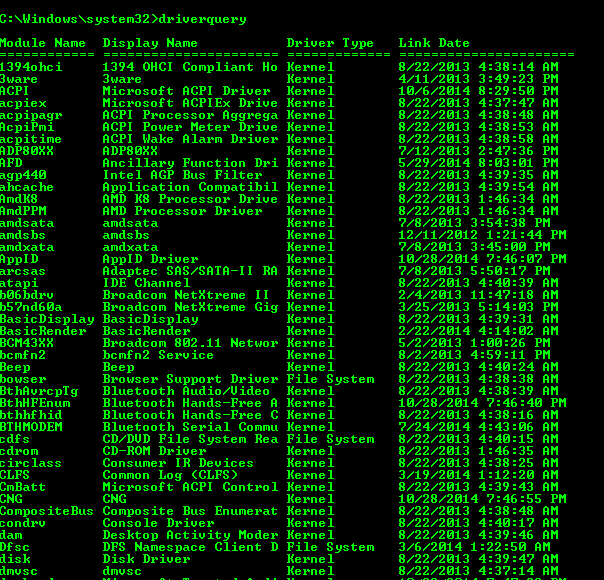 C:\Windows\system32>driverquery
Module Name  Display Name           Driver Type   Link Date
============ ====================== ============= ======================
1394ohci     1394 OHCI Compliant Ho Kernel        8/22/2013 4:38:14 AM
3ware        3ware                  Kernel        4/11/2013 3:49:23 PM
ACPI         Microsoft ACPI Driver  Kernel        10/6/2014 8:29:50 PM
acpiex       Microsoft ACPIEx Drive Kernel        8/22/2013 4:37:47 AM
acpipagr     ACPI Processor Aggrega Kernel        8/22/2013 4:38:48 AM
AcpiPmi      ACPI Power Meter Drive Kernel        8/22/2013 4:38:53 AM
acpitime     ACPI Wake Alarm Driver Kernel        8/22/2013 4:38:58 AM
ADP80XX      ADP80XX                Kernel        7/12/2013 2:47:36 PM
AFD          Ancillary Function Dri Kernel        5/29/2014 8:03:01 PM
agp440       Intel AGP Bus Filter   Kernel        8/22/2013 4:39:35 AM
ahcache      Application Compatibil Kernel        8/22/2013 4:39:54 AM
AmdK8        AMD K8 Processor Drive Kernel        8/22/2013 1:46:34 AM
AmdPPM       AMD Processor Driver   Kernel        8/22/2013 1:46:34 AM
amdsata      amdsata                Kernel        7/8/2013 3:54:38 PM
amdsbs       amdsbs                 Kernel        12/11/2012 1:21:44 PM
amdxata      amdxata                Kernel        7/8/2013 3:45:00 PM
AppID        AppID Driver           Kernel        10/28/2014 7:46:07 PM
arcsas       Adaptec SAS/SATA-II RA Kernel        7/8/2013 5:50:17 PM
atapi        IDE Channel            Kernel        8/22/2013 4:40:39 AM
b06bdrv      Broadcom NetXtreme II  Kernel        2/4/2013 11:47:18 AM
b57nd60a     Broadcom NetXtreme Gig Kernel        3/25/2013 5:14:03 PM
BasicDisplay BasicDisplay           Kernel        8/22/2013 4:39:31 AM
BasicRender  BasicRender            Kernel        2/22/2014 4:14:02 AM
BCM43XX      Broadcom 802.11 Networ Kernel        5/2/2013 1:00:26 PM
bcmfn2       bcmfn2 Service         Kernel        8/2/2013 4:59:11 PM
Beep         Beep                   Kernel        8/22/2013 4:40:24 AM
bowser       Browser Support Driver File System   8/22/2013 4:38:38 AM
BthAvrcpTg   Bluetooth Audio/Video  Kernel        8/22/2013 4:38:39 AM
BthHFEnum    Bluetooth Hands-Free A Kernel        10/28/2014 7:46:40 PM
bthhfhid     Bluetooth Hands-Free C Kernel        8/22/2013 4:38:16 AM
BTHMODEM     Bluetooth Serial Commu Kernel        7/24/2014 4:43:06 AM
cdfs         CD/DVD File System Rea File System   8/22/2013 4:40:15 AM
cdrom        CD-ROM Driver          Kernel        8/22/2013 1:46:35 AM
circlass     Consumer IR Devices    Kernel        8/22/2013 4:38:25 AM
CLFS         Common Log (CLFS)      Kernel        3/19/2014 1:12:20 AM
CmBatt       Microsoft ACPI Control Kernel        8/22/2013 4:39:43 AM
CNG          CNG                    Kernel        10/28/2014 7:46:55 PM
CompositeBus Composite Bus Enumerat Kernel        8/22/2013 4:38:48 AM
condrv       Console Driver         Kernel        8/22/2013 4:40:17 AM
dam          Desktop Activity Moder Kernel        8/22/2013 4:39:46 AM
Dfsc         DFS Namespace Client D File System   3/6/2014 1:22:50 AM
disk         Disk Driver            Kernel        8/22/2013 4:39:47 AM
dmvsc        dmvsc                  Kernel        8/22/2013 4:37:14 AM